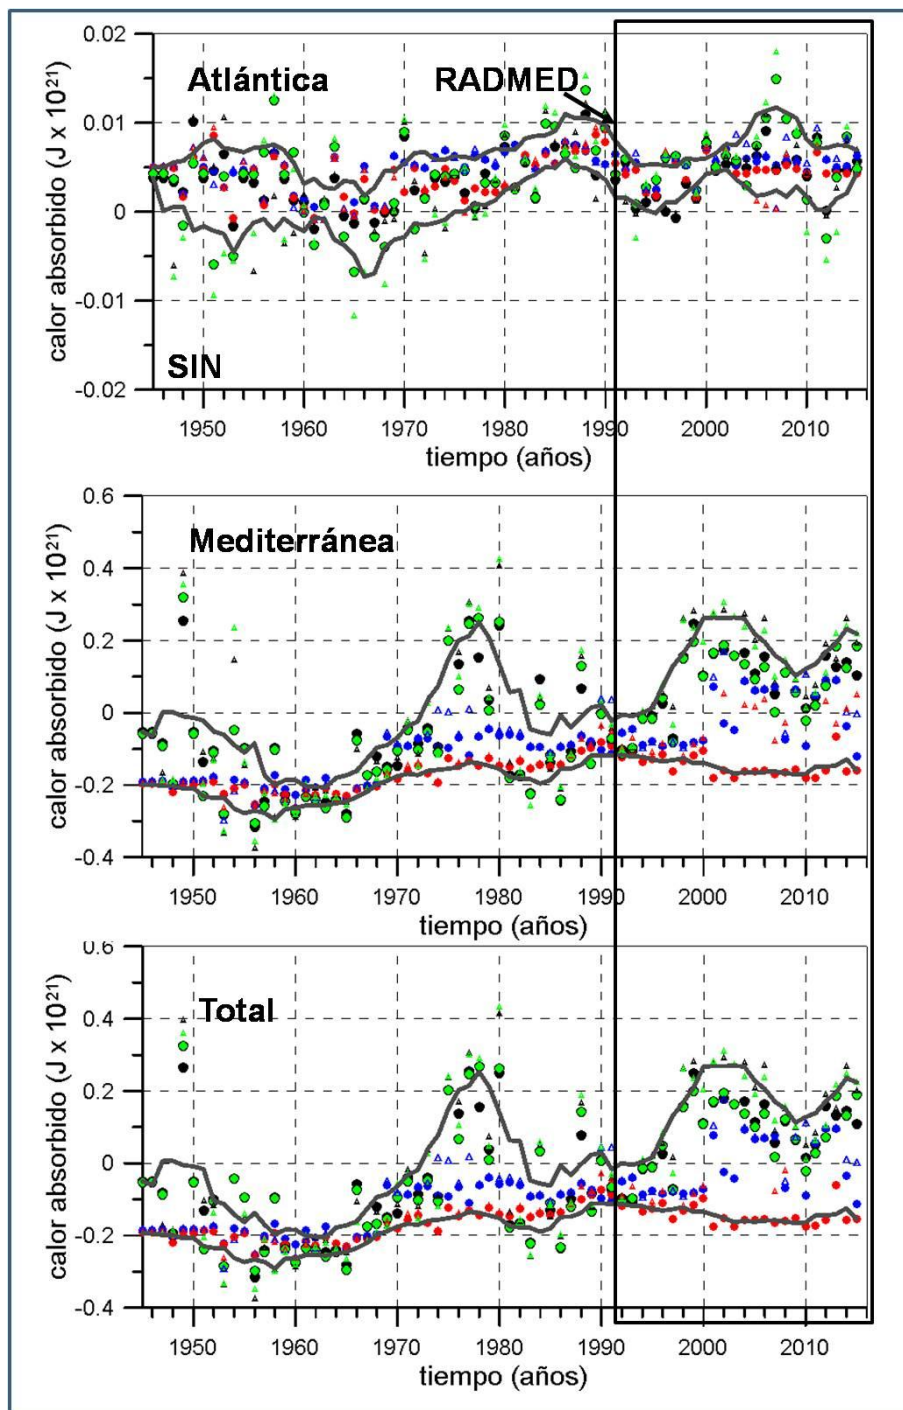 0.02
Atlántica
RADMED
0.01
0
-0.01
SIN
-0.02
calor absorbido (J x 10²¹)
1950 1960 1970 1980 1990 2000 2010
tiempo (años)
0.6
Mediterránea
0.4
0.2
0
-0.2
-0.4
calor absorbido (J x 10²¹)
1950 1960 1970 1980 1990 2000 2010
tiempo (años)
0.6
Total
0.4
0.2
0
-0.2
-0.4
calor absorbido (J x 10²¹)
1950 1960 1970 1980 1990 2000 2010
tiempo (años)